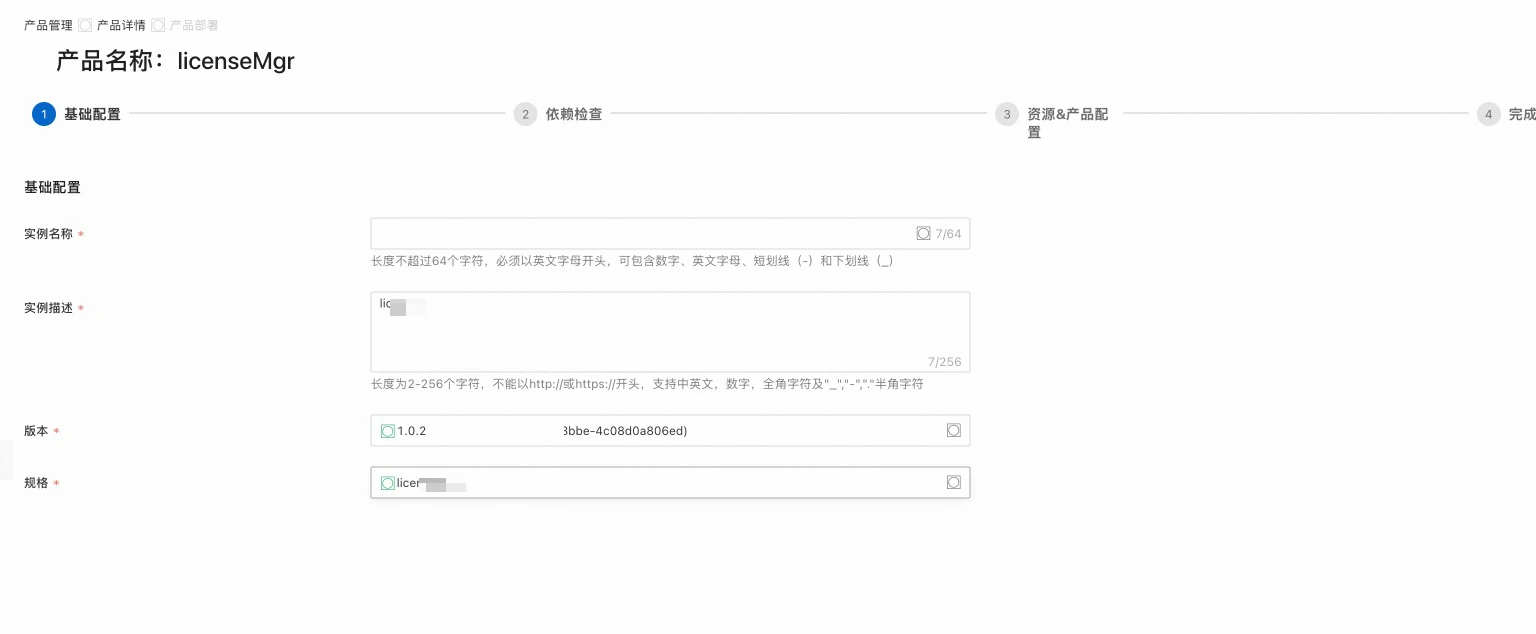 产品管理 产品详情 产品部署
产品名称：licenseMgr
1 基础配置 2 依赖检查 3 资源&产品配置 4 完成
基础配置
实例名称 * 7/64
长度不超过64个字符，必须以英文字母开头，可包含数字、英文字母、短划线（-）和下划线（_）
实例描述 * lic
7/256
长度为2-256个字符，不能以http://或https://开头，支持中英文，数字，全角字符及"_","-","."半角字符
版本 * 1.0.2 3bbe-4c08d0a806ed)
规格 * licen